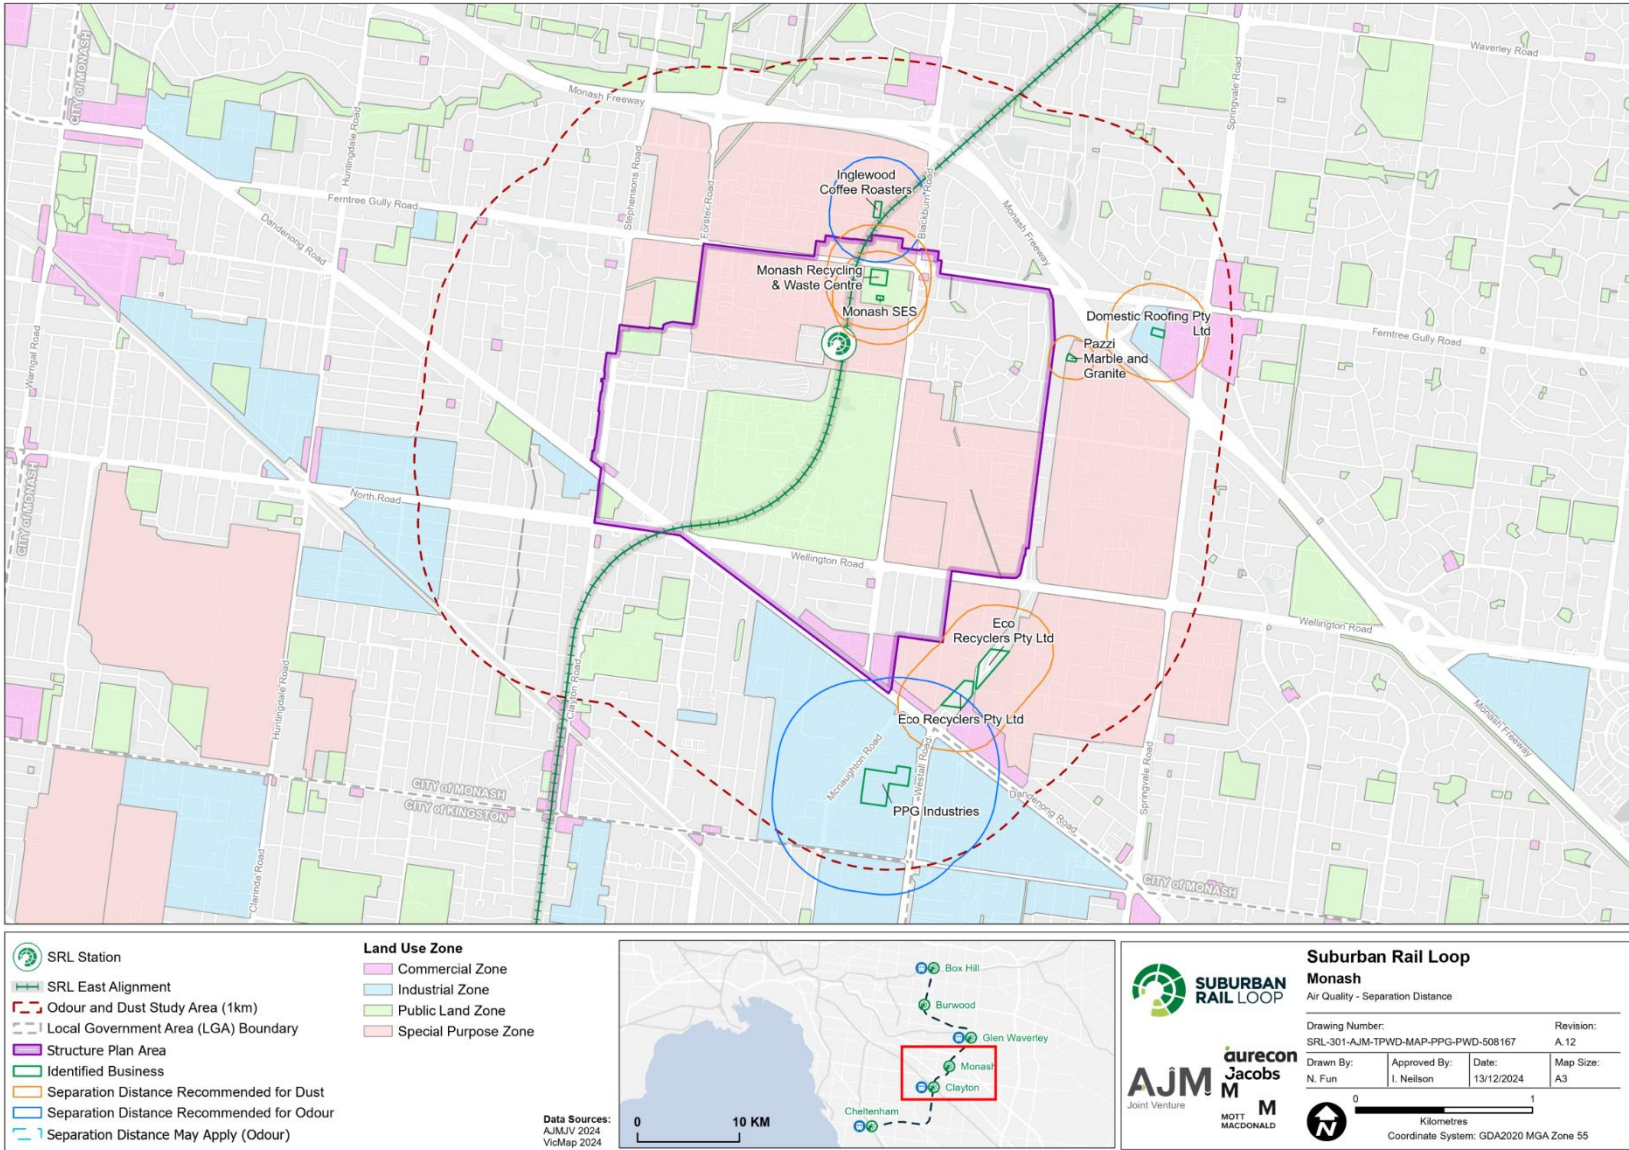 Waverley Road
CITY of MONASH
Monash Freeway
Springvale Road
Huntingdale Road
Stephensons Road
Forster Road
Blackburn Road
Inglewood
Coffee Roasters
Ferntree Gully Road
Dandenong Road
Monash Freeway
Monash Recycling
& Waste Centre
Monash SES
Domestic Roofing Pty
Ltd
Pazzi
Marble and
Granite
Ferntree Gully Road
Warrigal Road
CITY of MONASH
North Road
Wellington Road
Wellington Road
Eco
Recyclers Pty Ltd
Eco Recyclers Pty Ltd
Clayton Road
Huntingdale Road
Mcnaughton Road
Westall Road
Springvale Road
Monash Freeway
PPG Industries
Dandenong Road
CITY of MONASH
CITY of KINGSTON
Clarinda Road
CITY of MONASH
SRL Station
SRL East Alignment
Odour and Dust Study Area (1km)
Local Government Area (LGA) Boundary
Structure Plan Area
Identified Business
Separation Distance Recommended for Dust
Separation Distance Recommended for Odour
Separation Distance May Apply (Odour)
Land Use Zone
Commercial Zone
Industrial Zone
Public Land Zone
Special Purpose Zone
Data Sources:
AJMJV 2024
VicMap 2024
Box Hill
Burwood
Glen Waverley
Monash
Clayton
Cheltenham
0 10 KM
SUBURBAN
RAIL LOOP
AJM
Joint Venture
aurecon
Jacobs
M
M
MOTT
MACDONALD
Suburban Rail Loop
Monash
Air Quality - Separation Distance
Drawing Number: Revision:
SRL-301-AJM-TPWD-MAP-PPG-PWD-508167 A.12
Drawn By: Approved By: Date: Map Size:
N. Fun I. Neilson 13/12/2024 A3
N
0 1
Kilometres
Coordinate System: GDA2020 MGA Zone 55